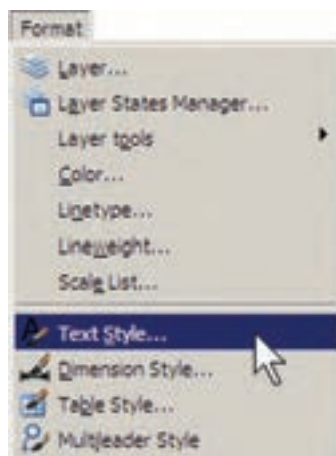 Format
Layer...
Layer States Manager...
Layer tools
Color...
Linetype...
Lineweight...
Scale List...
Text Style...
Dimension Style...
Table Style...
Multileader Style